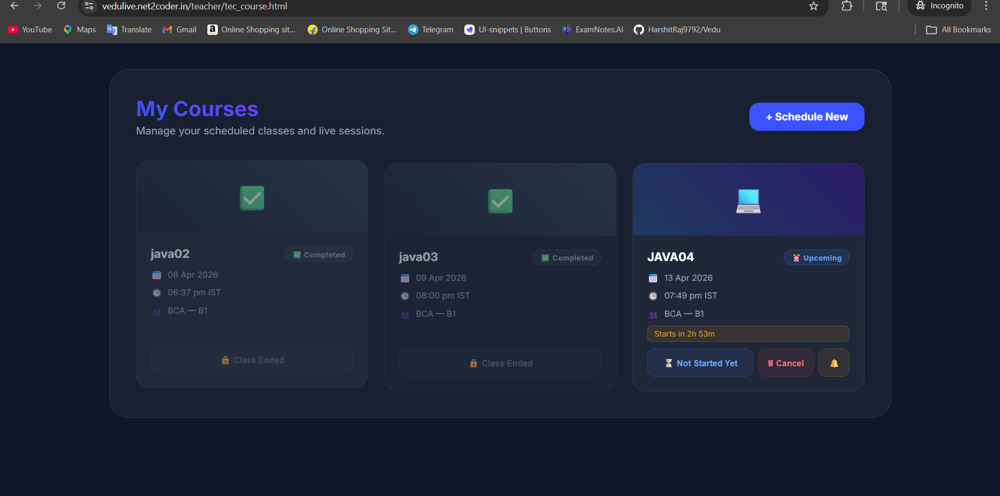 vedulive.net2coder.in/teacher/tec_course.html
Incognito
YouTube
Maps
Translate
Gmail
Online Shopping sit...
Online Shopping Sit...
Telegram
UI-snippets | Buttons
ExamNotes.AI
HarshitRaj9792/Vedu
All Bookmarks
My Courses
Manage your scheduled classes and live sessions.
+ Schedule New
java02
Completed
08 Apr 2026
06:37 pm IST
BCA — B1
Class Ended
java03
Completed
09 Apr 2026
08:00 pm IST
BCA — B1
Class Ended
JAVA04
Upcoming
13 Apr 2026
07:49 pm IST
BCA — B1
Starts in 2h 53m
Not Started Yet
Cancel